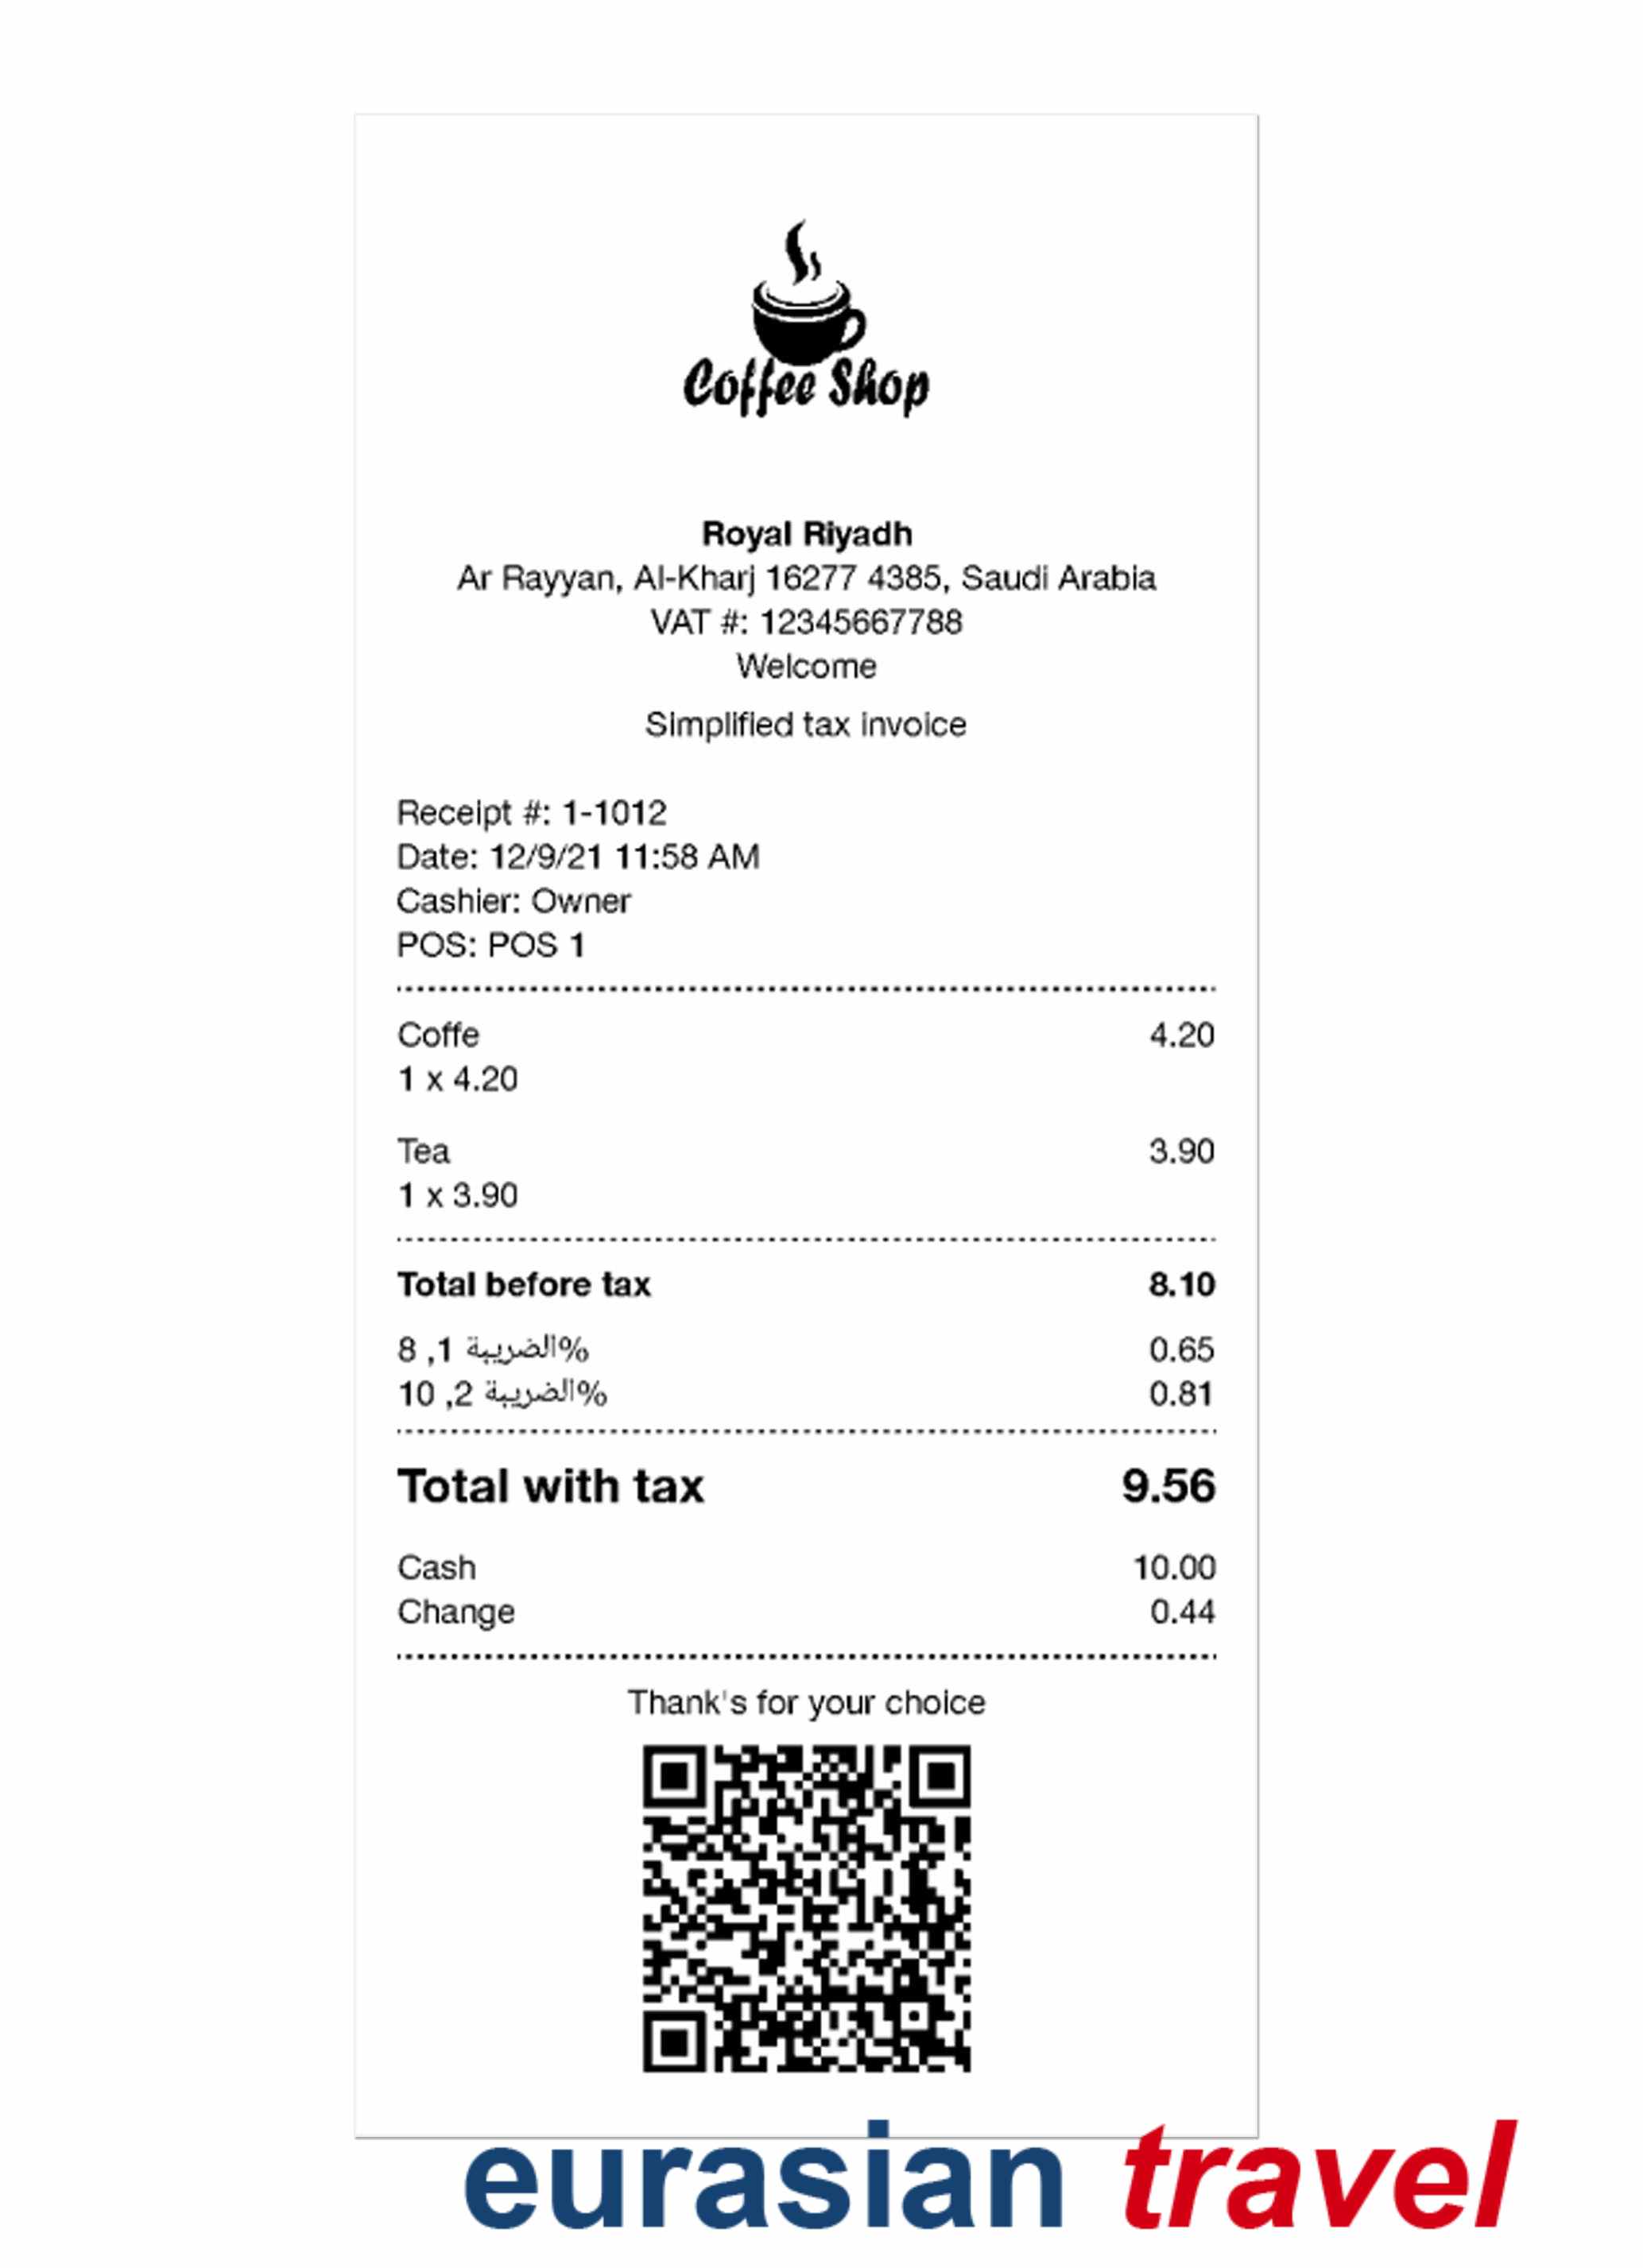 Coffee Shop
Royal Riyadh
Ar Rayyan, Al-Kharj 16277 4385, Saudi Arabia
VAT #: 12345667788
Welcome
Simplified tax invoice
Receipt #: 1-1012
Date: 12/9/21 11:58 AM
Cashier: Owner
POS: POS 1
Coffe 4.20
1 x 4.20
Tea 3.90
1 x 3.90
Total before tax 8.10
8 ,1 الضريبة% 0.65
10 ,2 الضريبة% 0.81
Total with tax 9.56
Cash 10.00
Change 0.44
Thank's for your choice
eurasian travel